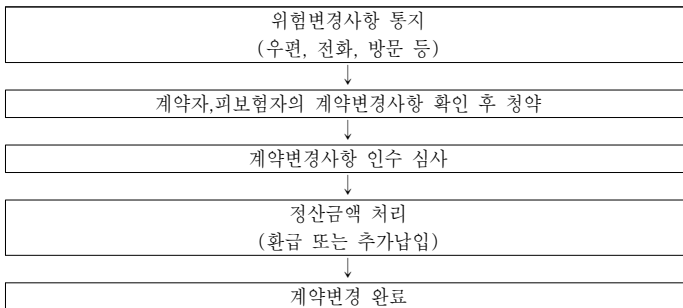 위험변경사항 통지
(우편, 전화, 방문 등)
↓
계약자,피보험자의 계약변경사항 확인 후 청약
↓
계약변경사항 인수 심사
↓
정산금액 처리
(환급 또는 추가납입)
↓
계약변경 완료